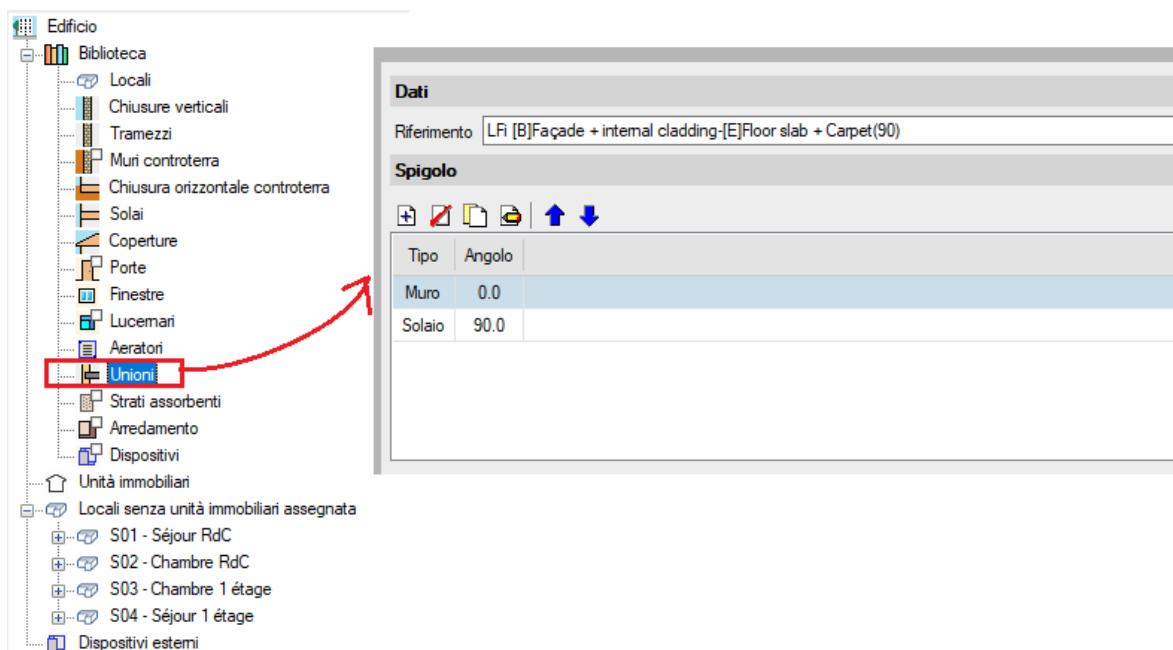 Edificio
Biblioteca
Locali
Chiusure verticali
Tramezzi
Muri controterra
Chiusura orizzontale controterra
Solai
Coperture
Porte
Finestre
Lucernari
Aeratori
Unioni
Strati assorbenti
Arredamento
Dispositivi
Unità immobiliari
Locali senza unità immobiliari assegnata
S01 - Séjour RdC
S02 - Chambre RdC
S03 - Chambre 1 étage
S04 - Séjour 1 étage
Dispositivi esterni
Dati
Riferimento LFì [B]Façade + internal cladding-[E]Floor slab + Carpet(90)
Spigolo
Tipo Angolo
Muro 0.0
Solaio 90.0